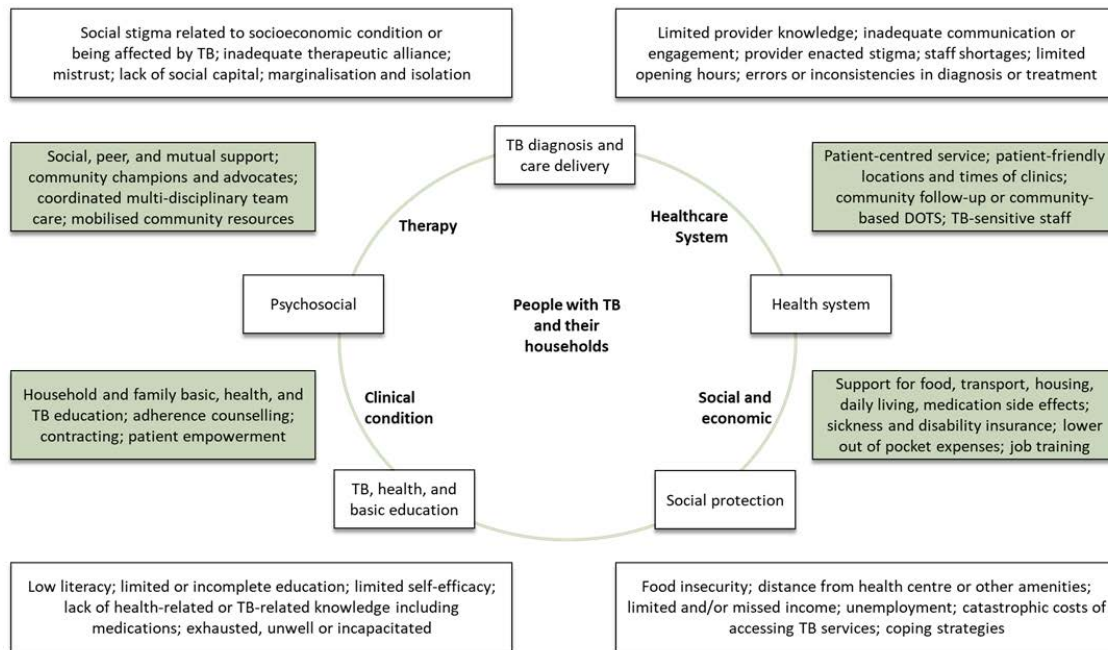 Social stigma related to socioeconomic condition or
being affected by TB; inadequate therapeutic alliance;
mistrust; lack of social capital; marginalisation and isolation
Limited provider knowledge; inadequate communication or
engagement; provider enacted stigma; staff shortages; limited
opening hours; errors or inconsistencies in diagnosis or treatment
TB diagnosis and
care delivery
Social, peer, and mutual support;
community champions and advocates;
coordinated multi-disciplinary team
care; mobilised community resources
Patient-centred service; patient-friendly
locations and times of clinics;
community follow-up or community-
based DOTS; TB-sensitive staff
Therapy
Healthcare
System
Psychosocial
People with TB
and their
households
Health system
Household and family basic, health, and
TB education; adherence counselling;
contracting; patient empowerment
Clinical
condition
Social and
economic
Support for food, transport, housing,
daily living, medication side effects;
sickness and disability insurance; lower
out of pocket expenses; job training
TB, health, and
basic education
Social protection
Low literacy; limited or incomplete education; limited self-efficacy;
lack of health-related or TB-related knowledge including
medications; exhausted, unwell or incapacitated
Food insecurity; distance from health centre or other amenities;
limited and/or missed income; unemployment; catastrophic costs of
accessing TB services; coping strategies